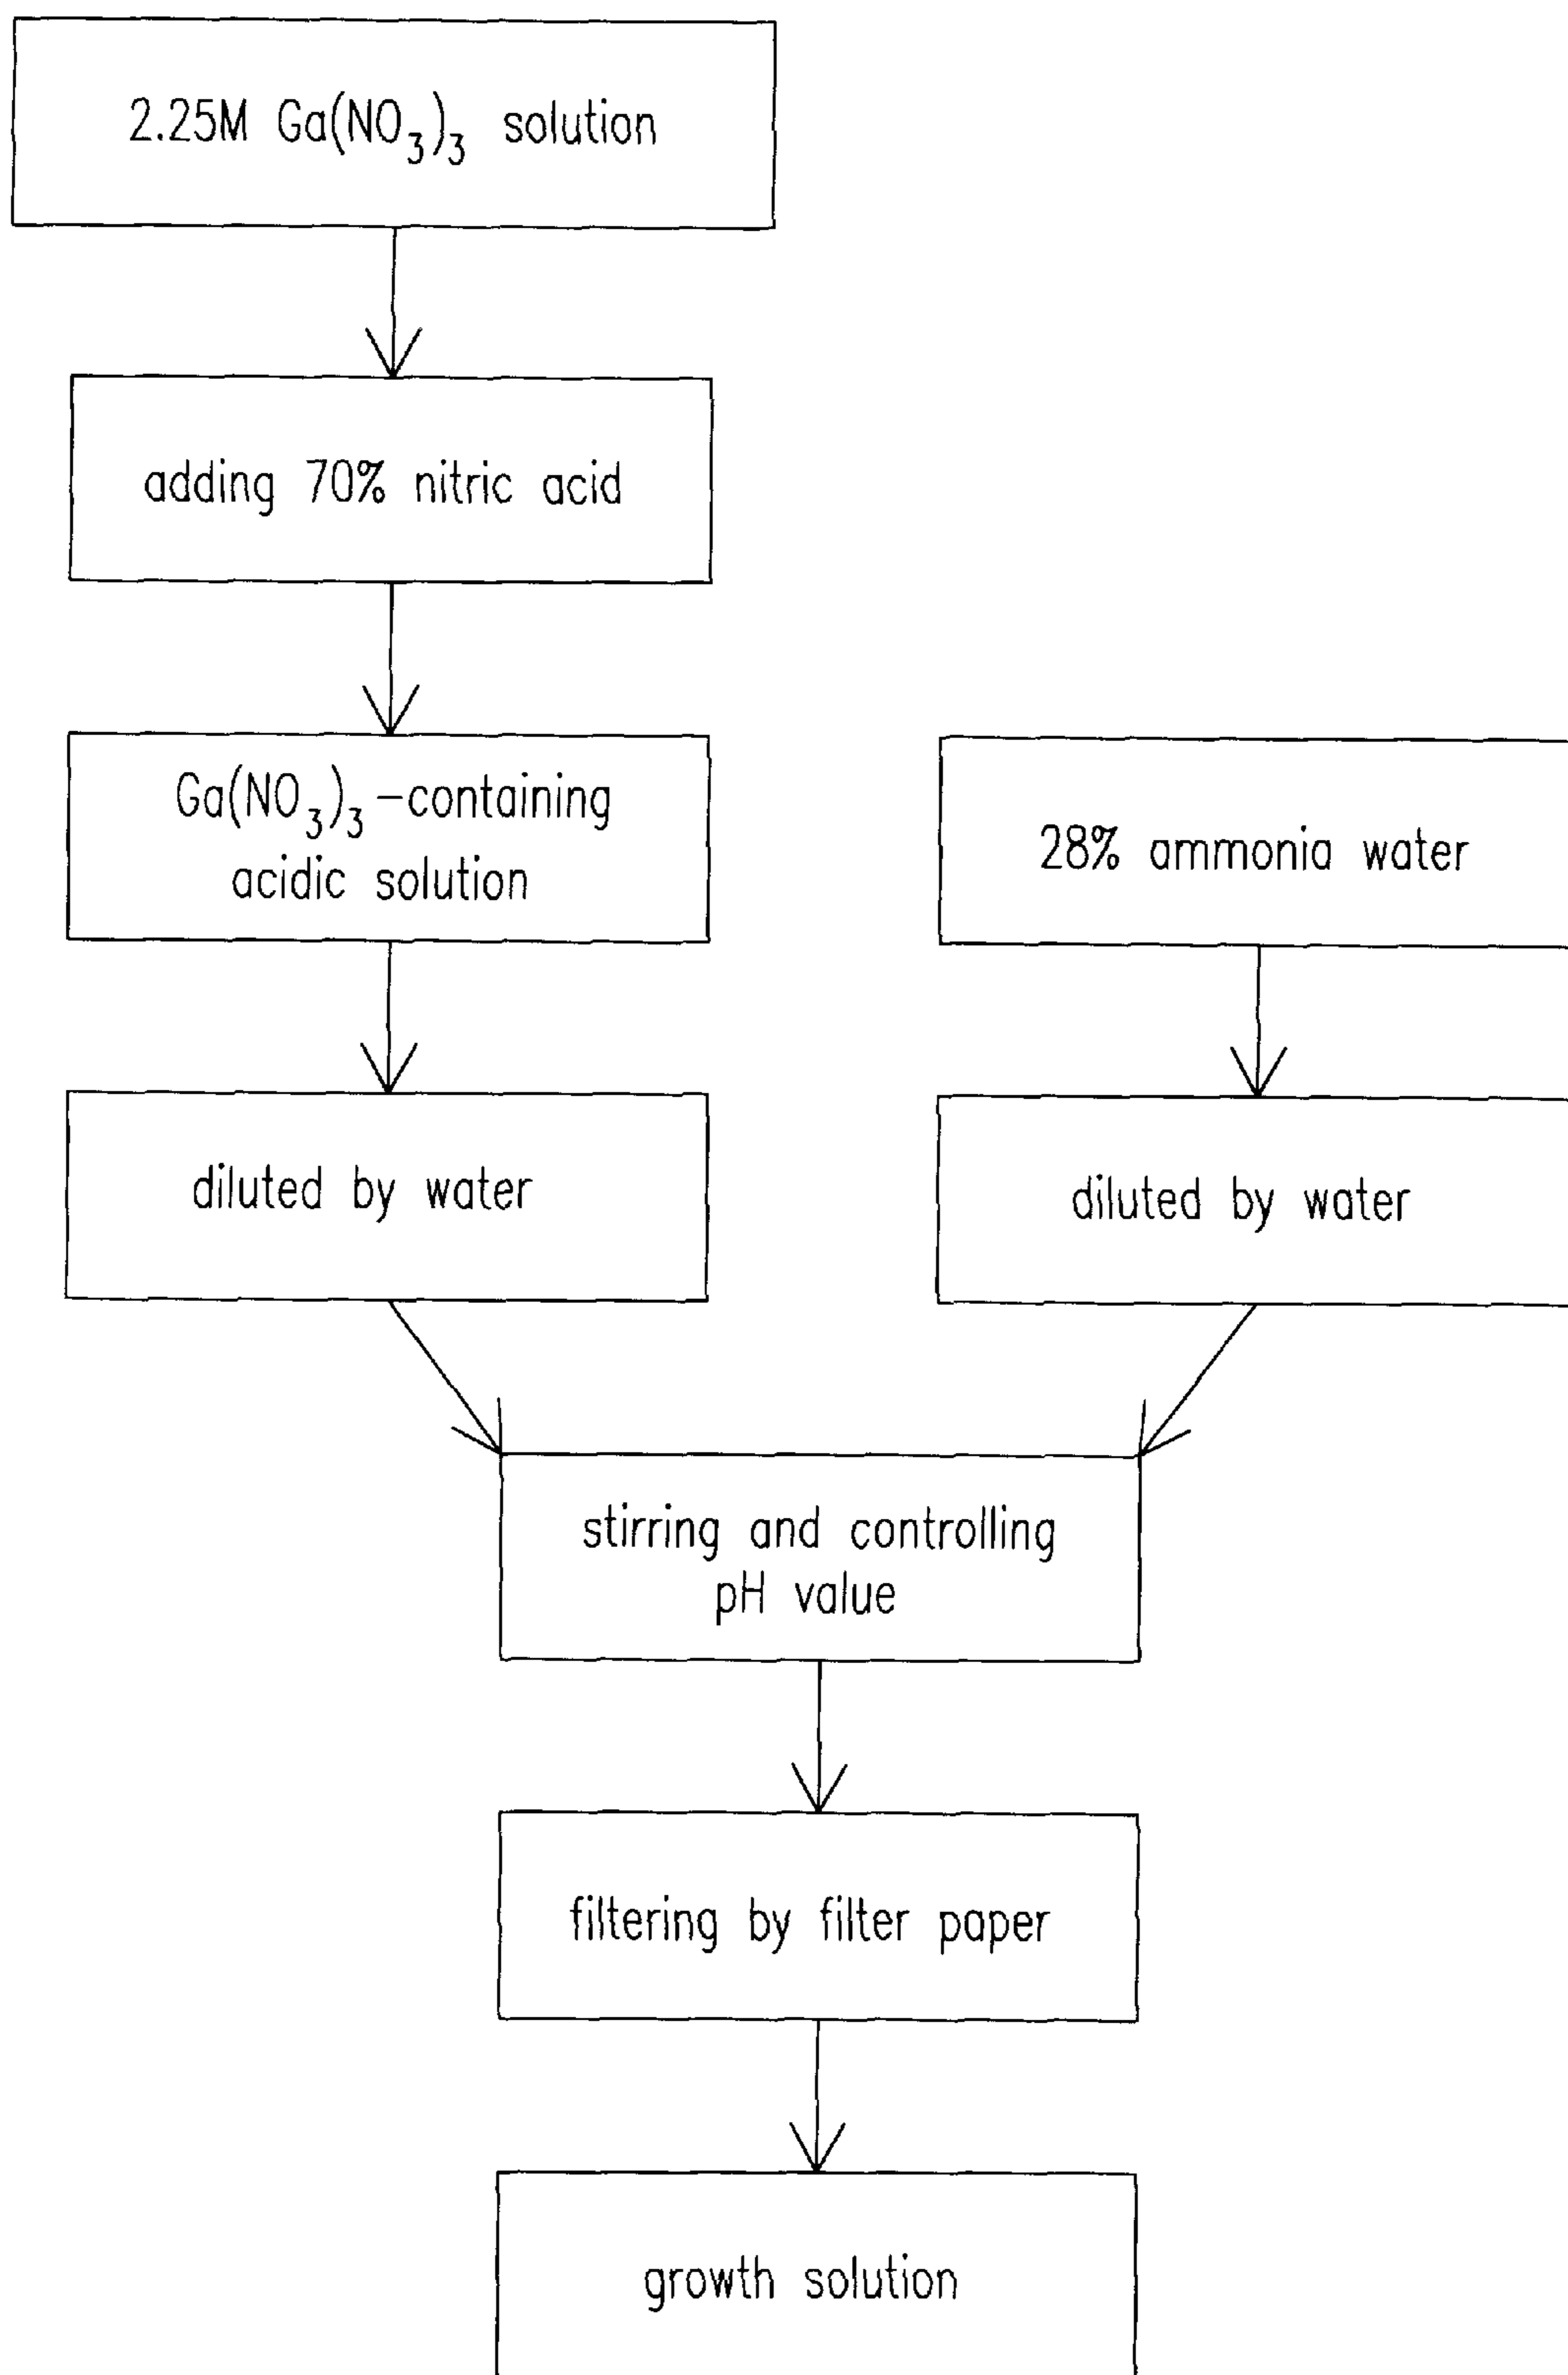 2.25M Ga(NO₃)₃ solution
adding 70% nitric acid
Ga(NO₃)₃-containing
acidic solution
28% ammonia water
diluted by water
diluted by water
stirring and controlling
pH value
filtering by filter paper
growth solution